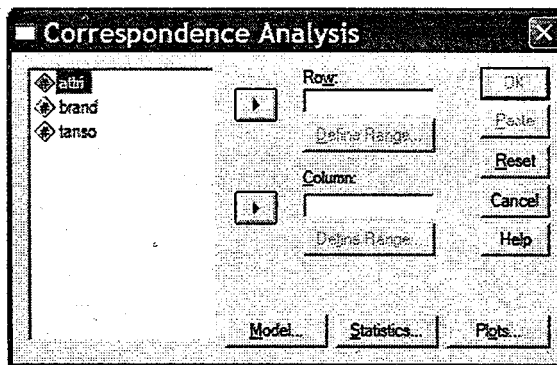 Correspondence Analysis
attri
brand
tanso
Row:
Define Range...
Column:
Define Range...
OK
Paste
Reset
Cancel
Help
Model...
Statistics...
Plots...